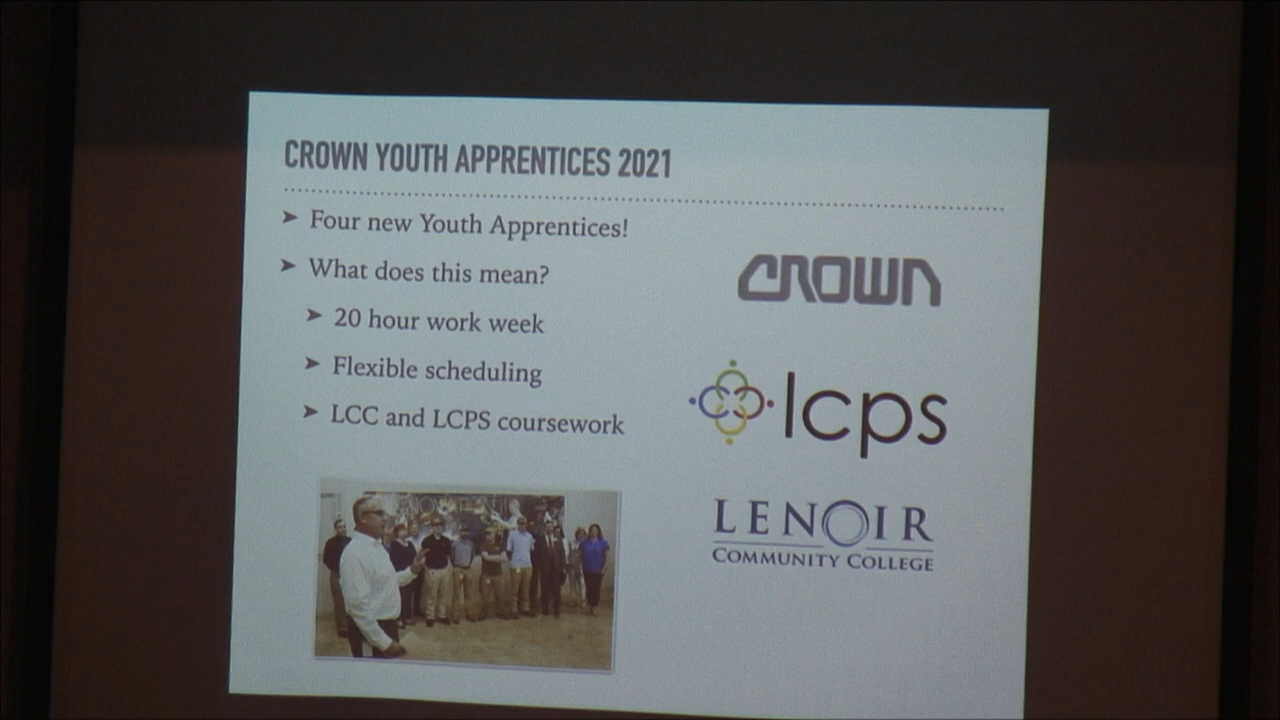 CROWN YOUTH APPRENTICES 2021
Four new Youth Apprentices!
What does this mean?
20 hour work week
Flexible scheduling
LCC and LCPS coursework
CROWN
lcps
LENOIR
COMMUNITY COLLEGE